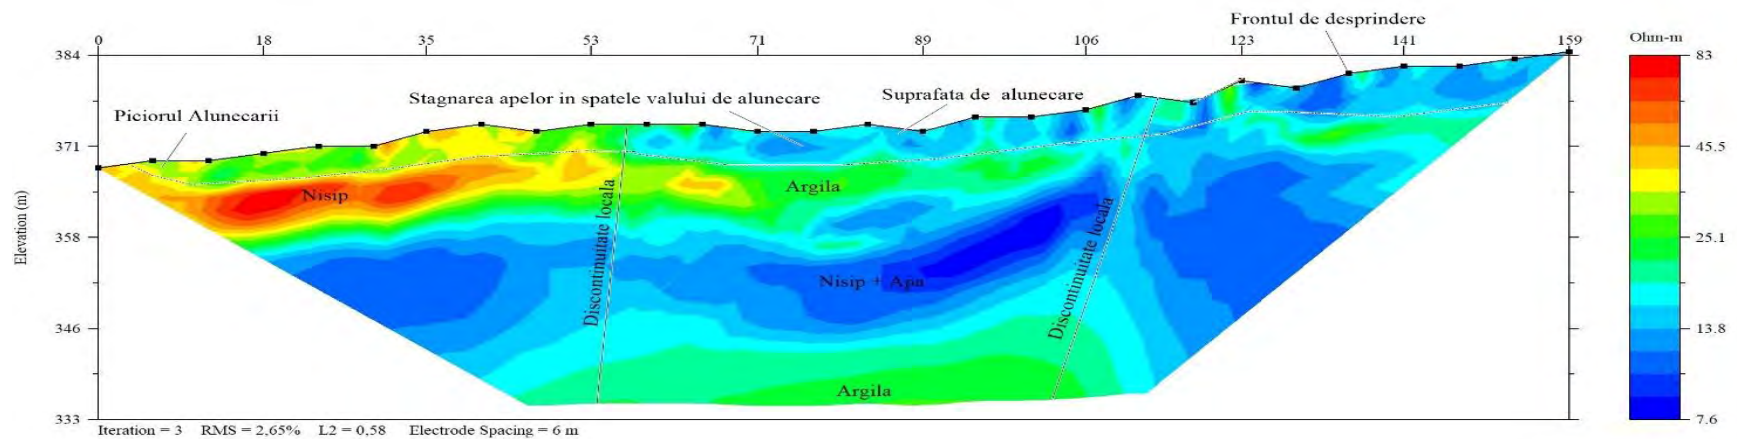 Frontul de desprindere
0 18 35 53 71 89 106 123 141 159
Ohm-m
384
83
Piciorul Alunecarii
Stagnarea apelor in spatele valului de alunecare
Suprafata de alunecare
371
45.5
Nisip
Argila
Elevation (m)
Discontinuitate locala
Discontinuitate locala
358
25.1
Nisip + Apa
346
13.8
Argila
333
7.6
Iteration = 3 RMS = 2,65% L2 = 0,58 Electrode Spacing = 6 m